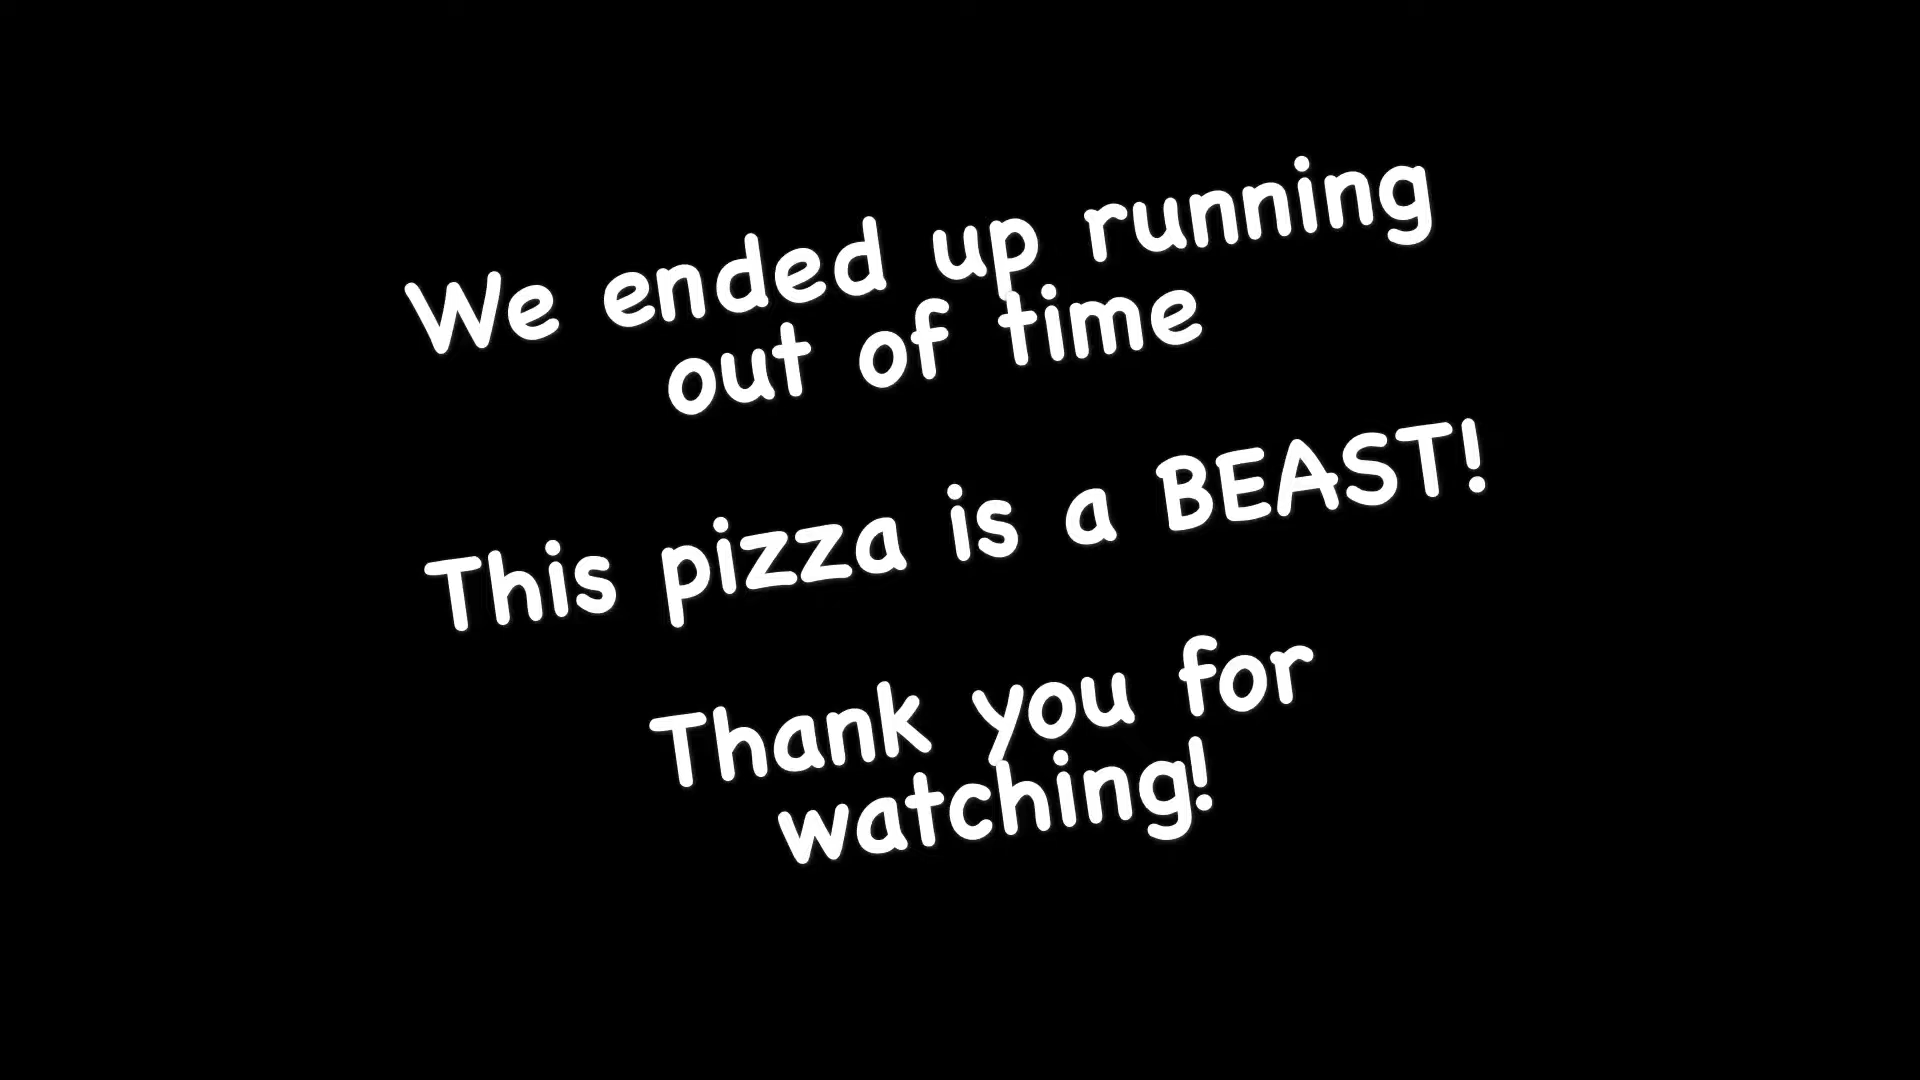 We ended up running
out of time
This pizza is a BEAST!
Thank you for
watching!